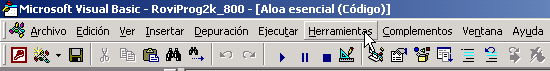 Microsoft Visual Basic - RoviProg2k_800 - [Aloa esencial (Código)]
Archivo Edición Ver Insertar Depuración Ejecutar Herramientas Complementos Ventana Ayuda